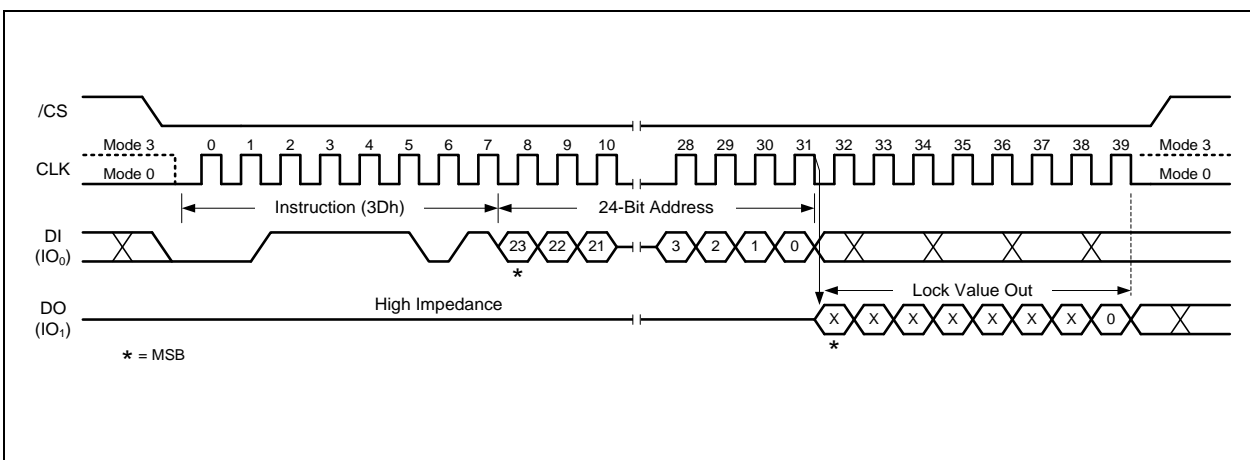 /CS
Mode 3 0 1 2 3 4 5 6 7 8 9 10 28 29 30 31 32 33 34 35 36 37 38 39 Mode 3
CLK
Mode 0 Mode 0
Instruction (3Dh) 24-Bit Address
DI
(IO₀)
23 22 21 3 2 1 0
*
Lock Value Out
High Impedance
DO
(IO₁)
X X X X X X X 0
*
* = MSB